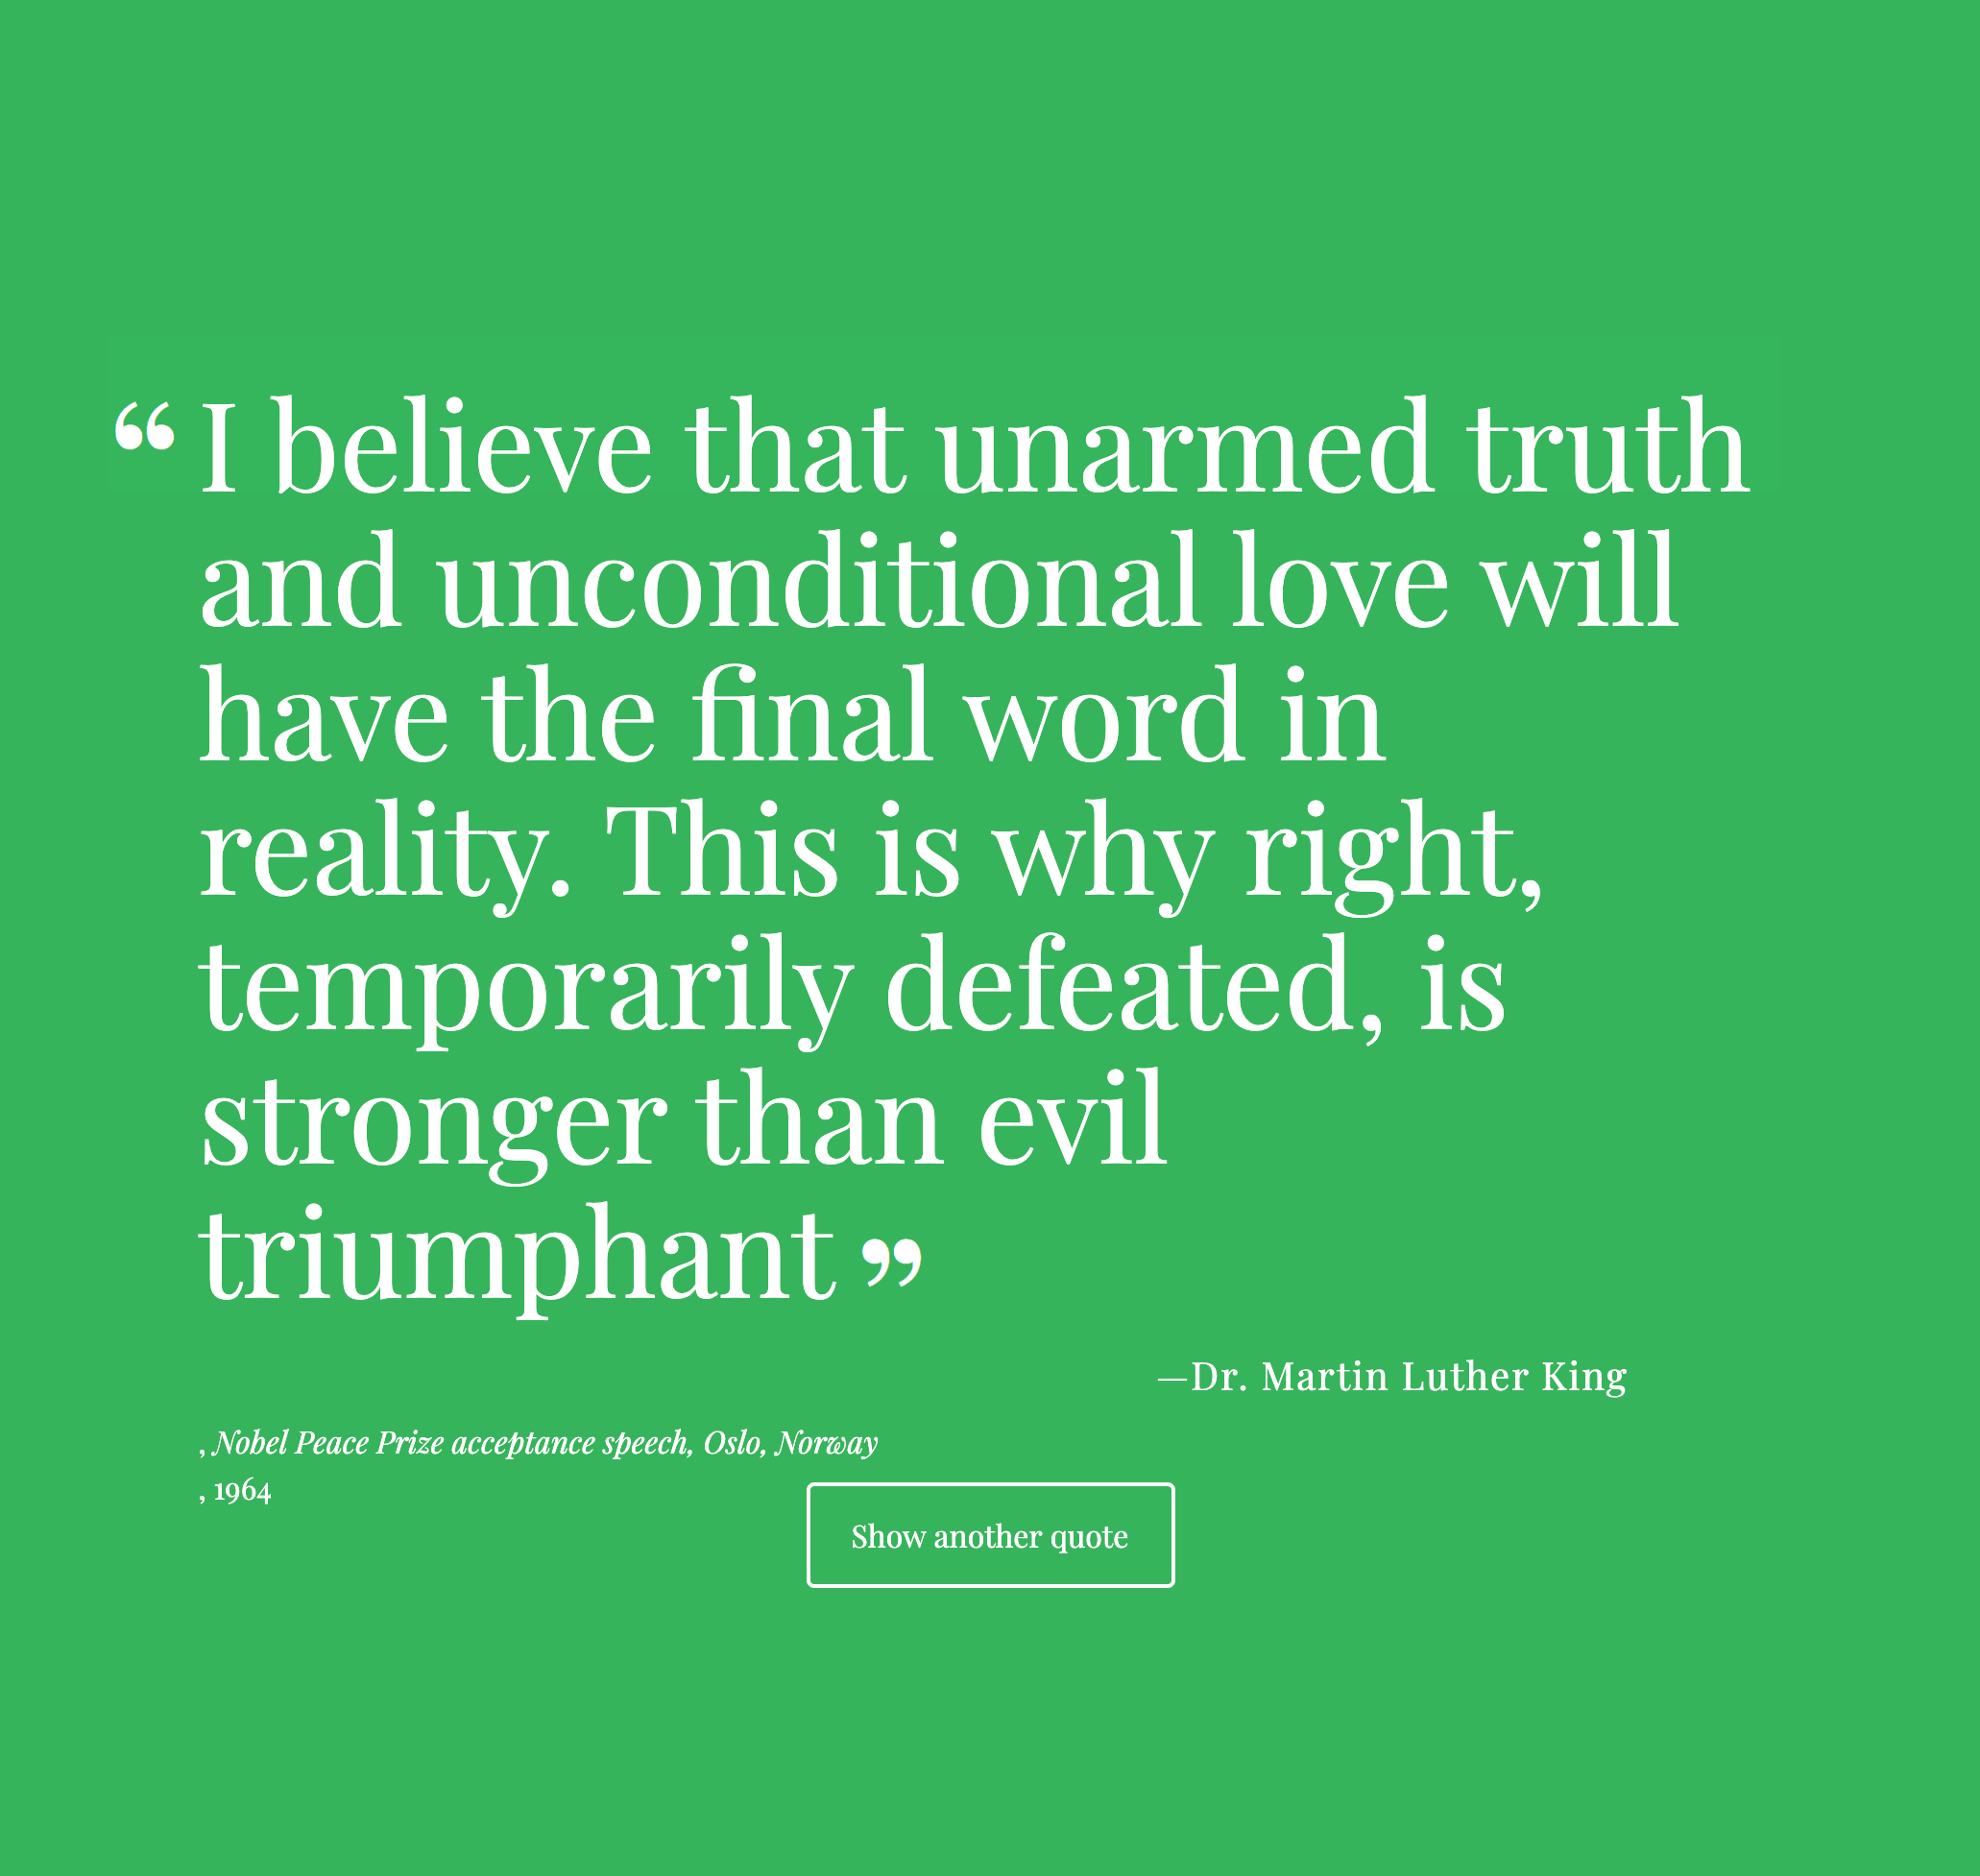 “ I believe that unarmed truth
and unconditional love will
have the final word in
reality. This is why right,
temporarily defeated, is
stronger than evil
triumphant ”
—Dr. Martin Luther King
, Nobel Peace Prize acceptance speech, Oslo, Norway
, 1964
Show another quote